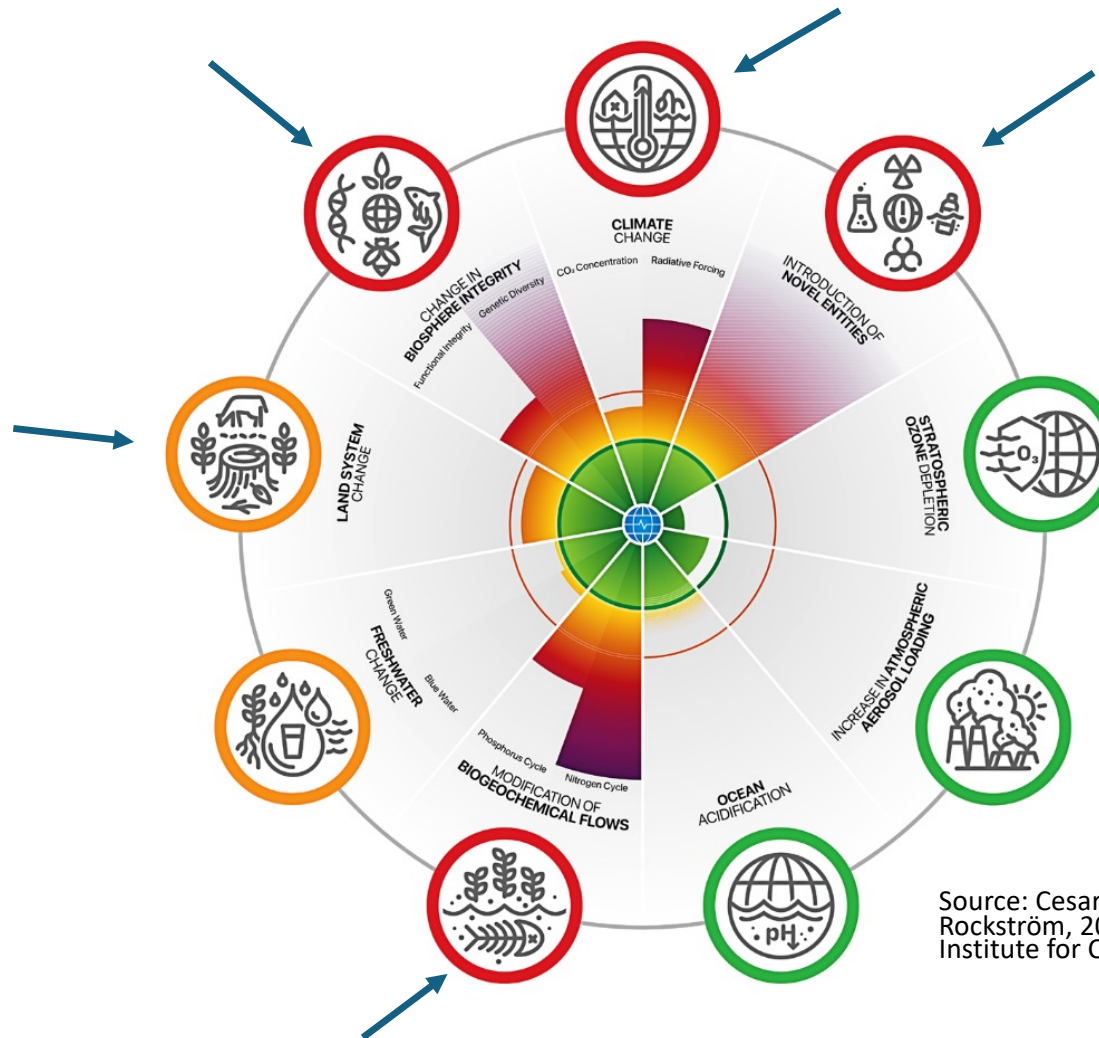 CLIMATE
CHANGE
CO₂ Concentration
Radiative Forcing
INTRODUCTION OF
NOVEL ENTITIES
STRATOSPHERIC
OZONE DEPLETION
O₃
INCREASE IN ATMOSPHERIC
AEROSOL LOADING
OCEAN
ACIDIFICATION
pH
MODIFICATION OF
BIOGEOCHEMICAL FLOWS
Phosphorus Cycle
Nitrogen Cycle
FRESHWATER
CHANGE
Green Water
Blue Water
LAND SYSTEM
CHANGE
CHANGE IN
BIOSPHERE INTEGRITY
Functional Integrity
Genetic Diversity
Source: Cesar
Rockström, 20
Institute for C